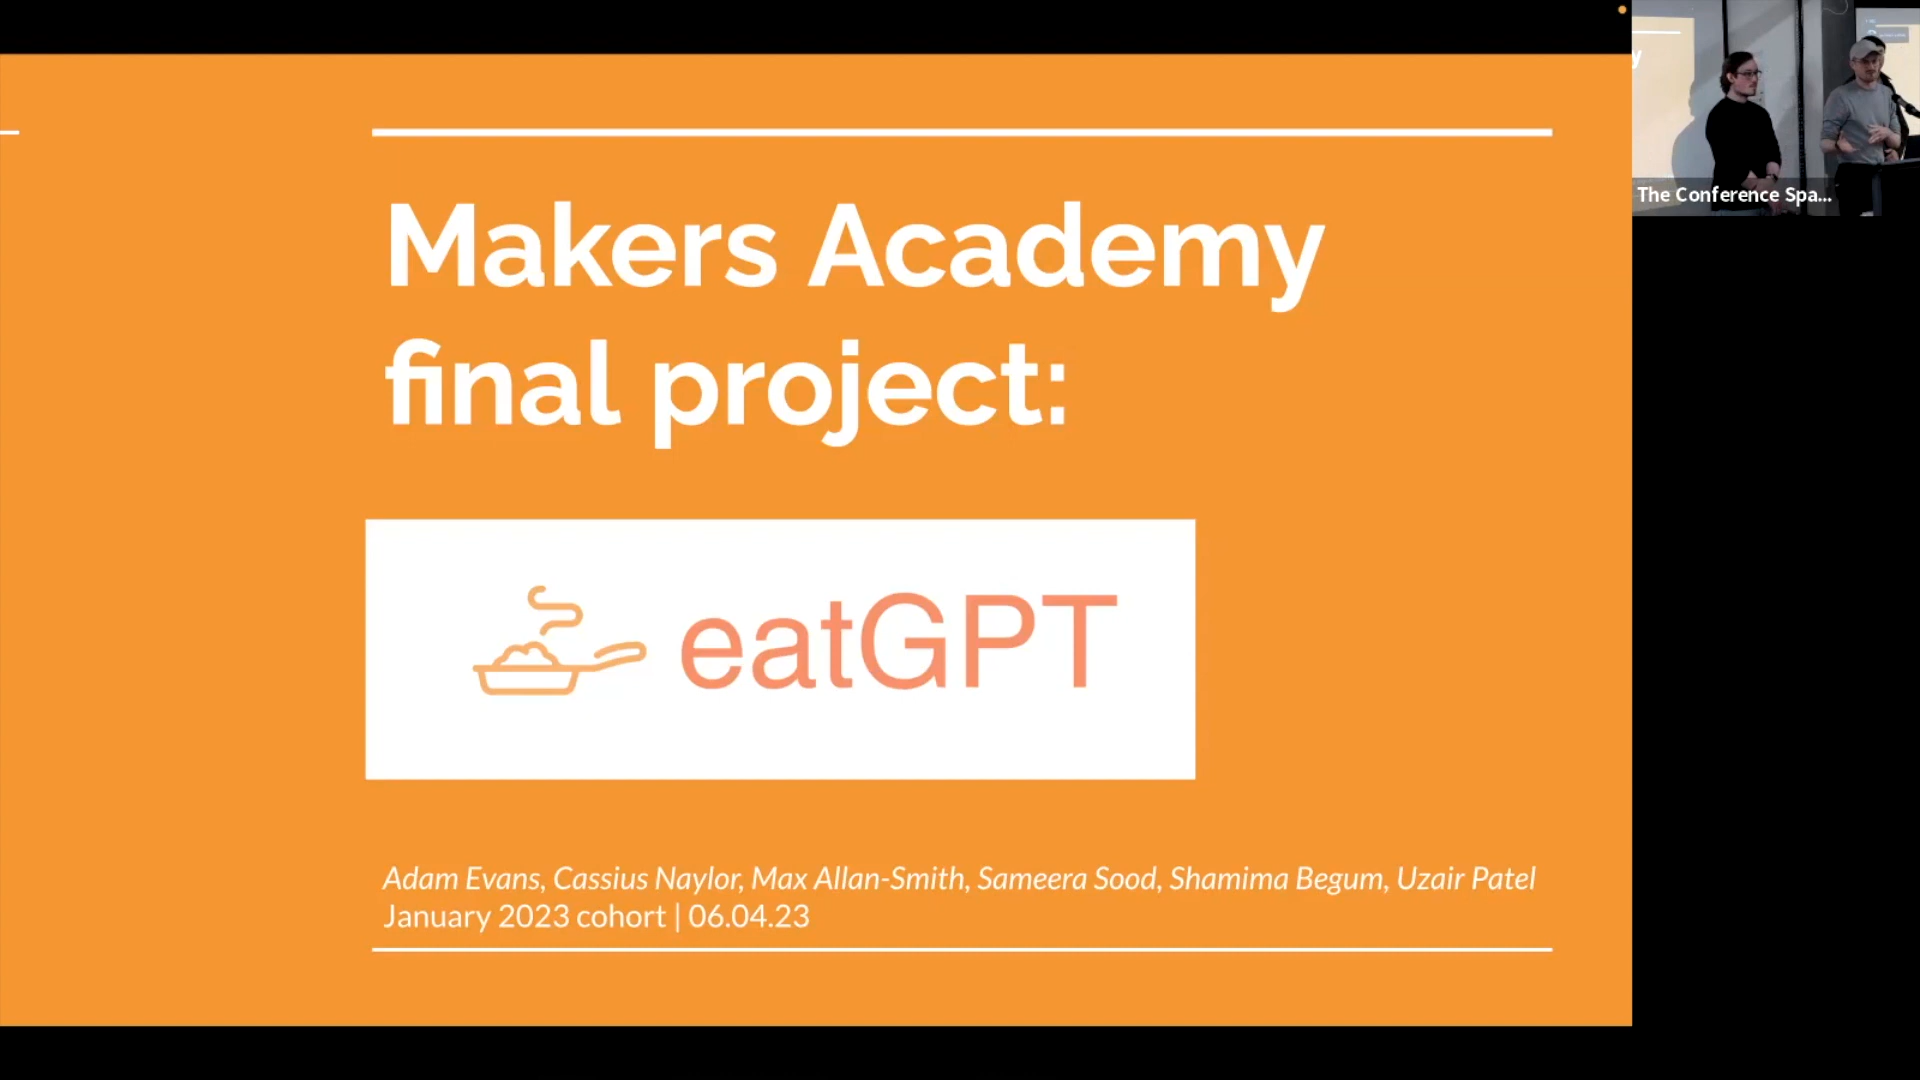 Makers Academy
final project:
eatGPT
Adam Evans, Cassius Naylor, Max Allan-Smith, Sameera Sood, Shamima Begum, Uzair Patel
January 2023 cohort | 06.04.23
y
The Conference Spa...